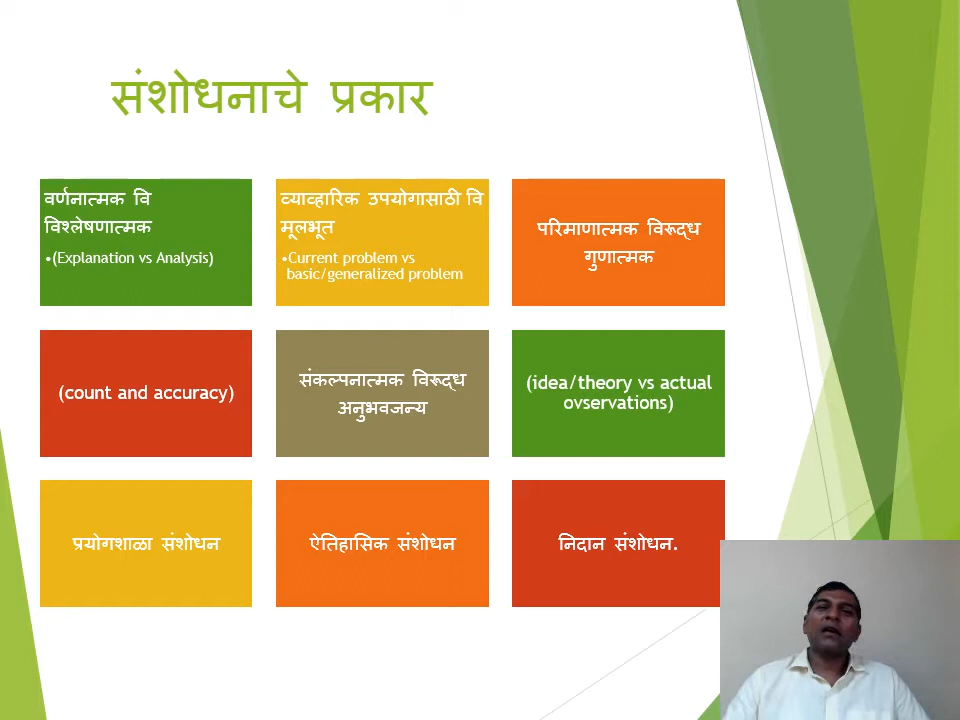 संशोधनाचे प्रकार
वर्णनात्मक वि
विश्लेषणात्मक
•(Explanation vs Analysis)
व्याव्हारिक उपयोगासाठी वि
मूलभूत
•Current problem vs
basic/generalized problem
परिमाणात्मक विरूद्ध
गुणात्मक
(count and accuracy)
संकल्पनात्मक विरूद्ध
अनुभवजन्य
(idea/theory vs actual
ovservations)
प्रयोगशाळा संशोधन
ऐतिहासिक संशोधन
निदान संशोधन.